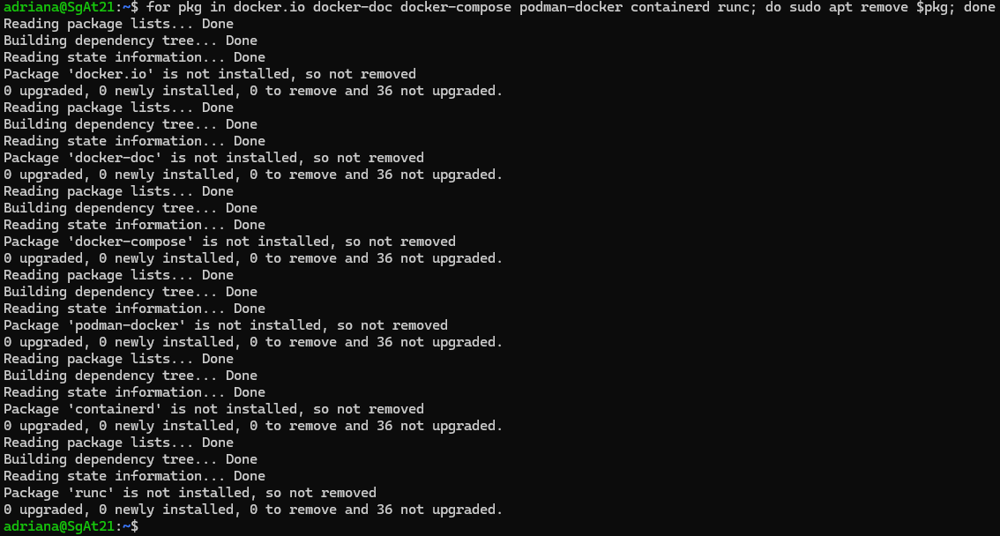 adriana@SgAt21:~$ for pkg in docker.io docker-doc docker-compose podman-docker containerd runc; do sudo apt remove $pkg; done
Reading package lists... Done
Building dependency tree... Done
Reading state information... Done
Package 'docker.io' is not installed, so not removed
0 upgraded, 0 newly installed, 0 to remove and 36 not upgraded.
Reading package lists... Done
Building dependency tree... Done
Reading state information... Done
Package 'docker-doc' is not installed, so not removed
0 upgraded, 0 newly installed, 0 to remove and 36 not upgraded.
Reading package lists... Done
Building dependency tree... Done
Reading state information... Done
Package 'docker-compose' is not installed, so not removed
0 upgraded, 0 newly installed, 0 to remove and 36 not upgraded.
Reading package lists... Done
Building dependency tree... Done
Reading state information... Done
Package 'podman-docker' is not installed, so not removed
0 upgraded, 0 newly installed, 0 to remove and 36 not upgraded.
Reading package lists... Done
Building dependency tree... Done
Reading state information... Done
Package 'containerd' is not installed, so not removed
0 upgraded, 0 newly installed, 0 to remove and 36 not upgraded.
Reading package lists... Done
Building dependency tree... Done
Reading state information... Done
Package 'runc' is not installed, so not removed
0 upgraded, 0 newly installed, 0 to remove and 36 not upgraded.
adriana@SgAt21:~$